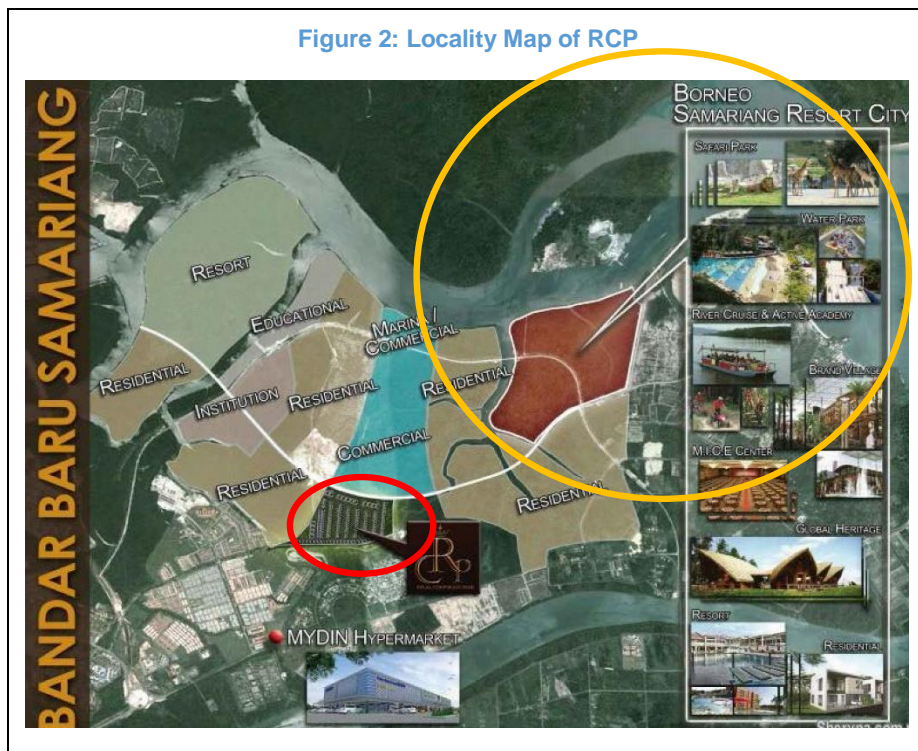 Figure 2: Locality Map of RCP
BANDAR BARU SAMARIANG
BORNEO
SAMARIANG RESORT CITY
SAFARI PARK
WATER PARK
RIVER CRUISE & ACTIVE ACADEMY
BRAND VILLAGE
M.I.C.E CENTER
GLOBAL HERITAGE
RESORT
RESIDENTIAL
RESORT
EDUCATIONAL
MARINA /
COMMERCIAL
RESIDENTIAL
INSTITUTION
RESIDENTIAL
RESIDENTIAL
COMMERCIAL
RESIDENTIAL
RESIDENTIAL
CRP
MYDIN HYPERMARKET